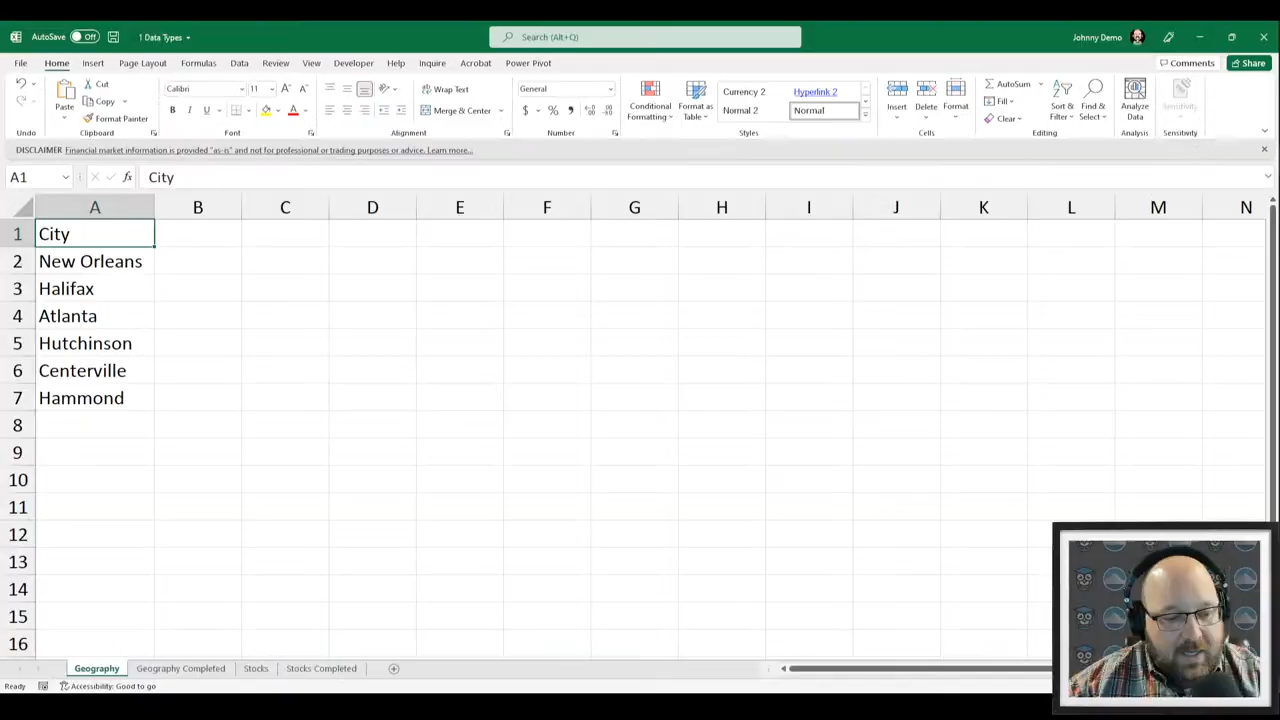 AutoSave Off 1 Data Types Search (Alt+Q) Johnny Demo
File Home Insert Page Layout Formulas Data Review View Developer Help Inquire Acrobat Power Pivot Comments Share
Paste Cut Copy Format Painter Calibri 11 B I U A Wrap Text Merge & Center General $ % Conditional Formatting Format as Table Currency 2 Hyperlink 2 Normal 2 Normal Insert Delete Format AutoSum Fill Clear Sort & Filter Find & Select Analyze Data Sensitivity
Undo Clipboard Font Alignment Number Styles Cells Editing Analysis Sensitivity
DISCLAIMER Financial market information is provided "as-is" and not for professional or trading purposes or advice. Learn more...
A1 fx City
A B C D E F G H I J K L M N
1 City
2 New Orleans
3 Halifax
4 Atlanta
5 Hutchinson
6 Centerville
7 Hammond
8
9
10
11
12
13
14
15
16
Geography Geography Completed Stocks Stocks Completed
Ready Accessibility: Good to go